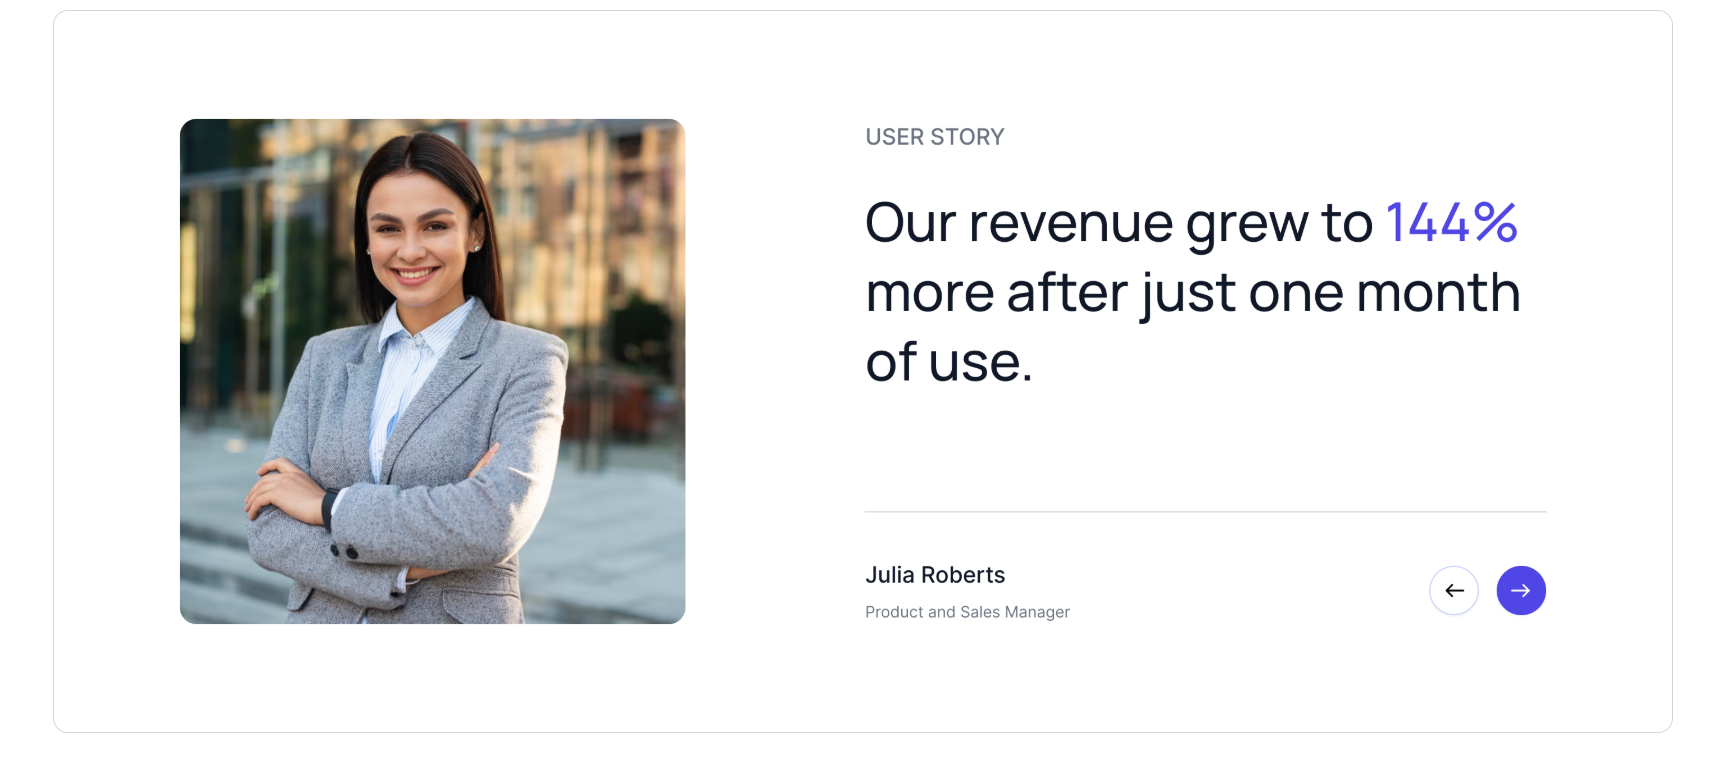 USER STORY
Our revenue grew to 144%
more after just one month
of use.
Julia Roberts
Product and Sales Manager